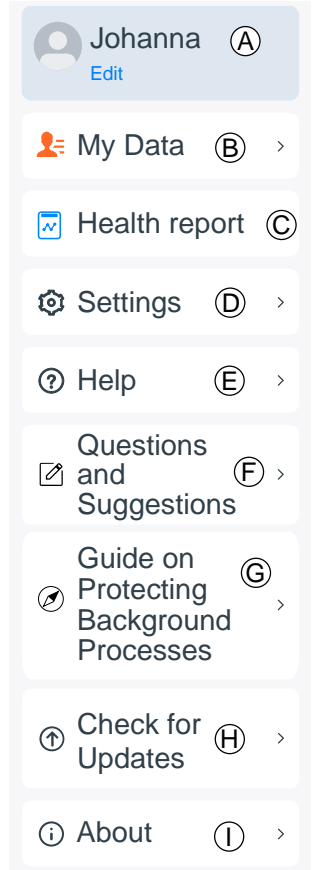 Johanna A
Edit
My Data B
Health report C
Settings D
Help E
Questions
and F
Suggestions
Guide on
Protecting G
Background
Processes
Check for
Updates H
About I